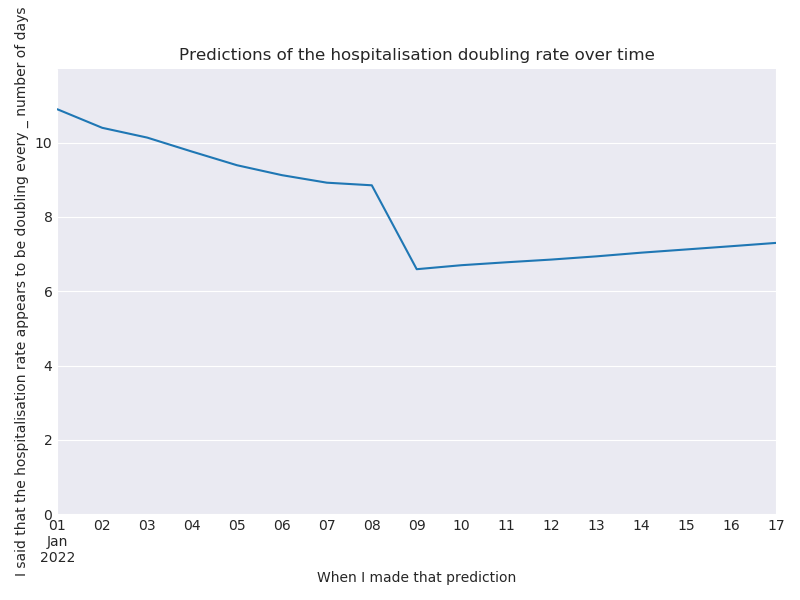 Predictions of the hospitalisation doubling rate over time
I said that the hospitalisation rate appears to be doubling every _ number of days
10
8
6
4
2
0
01 02 03 04 05 06 07 08 09 10 11 12 13 14 15 16 17
Jan
2022
When I made that prediction